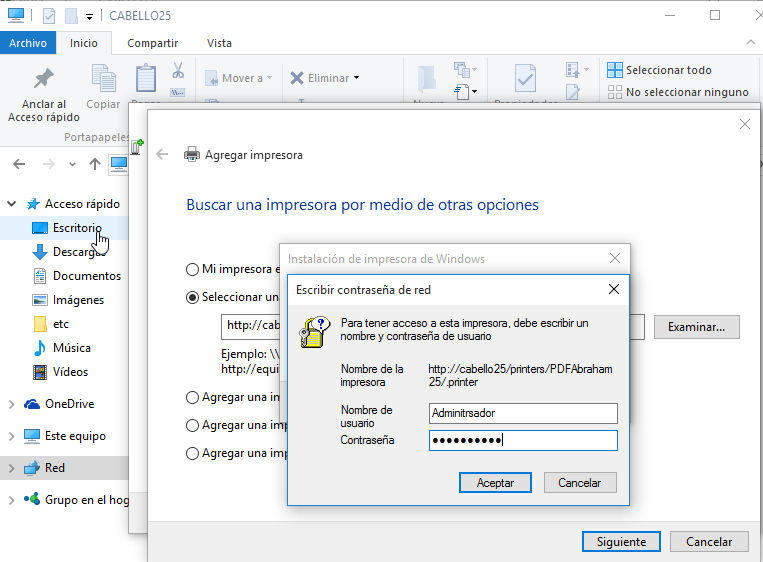 CABELLO25
Archivo
Inicio
Compartir
Vista
Anclar al
Acceso rápido
Copiar
Mover a
Eliminar
Seleccionar todo
No seleccionar ninguno
Portapapeles
Agregar impresora
Buscar una impresora por medio de otras opciones
Acceso rápido
Escritorio
Descargas
Documentos
Imágenes
etc
Música
Vídeos
OneDrive
Este equipo
Red
Grupo en el hog
Mi impresora e
Seleccionar una
http://cab
Examinar...
Ejemplo: \\
http://equi
Agregar una in
Agregar una imp
Agregar una imp
Instalación de impresora de Windows
Escribir contraseña de red
Para tener acceso a esta impresora, debe escribir un
nombre y contraseña de usuario
Nombre de la
impresora
http://cabello25/printers/PDFAbraham
25/.printer
Nombre de
usuario
Adminitrsador
Contraseña
Aceptar
Cancelar
Siguiente
Cancelar